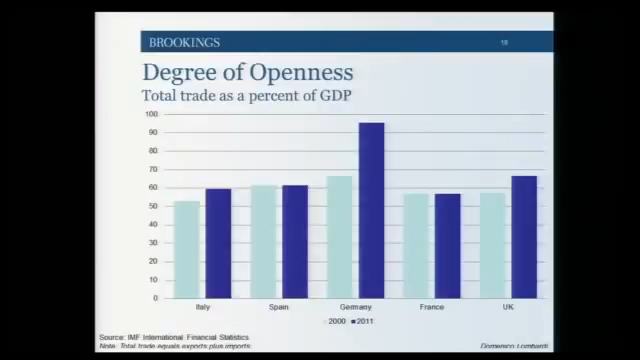 BROOKINGS
18
Degree of Openness
Total trade as a percent of GDP
100
90
80
70
60
50
40
30
20
10
0
Italy Spain Germany France UK
2000 2011
Source: IMF International Financial Statistics
Note: Total trade equals exports plus imports
Domenico Lombardi